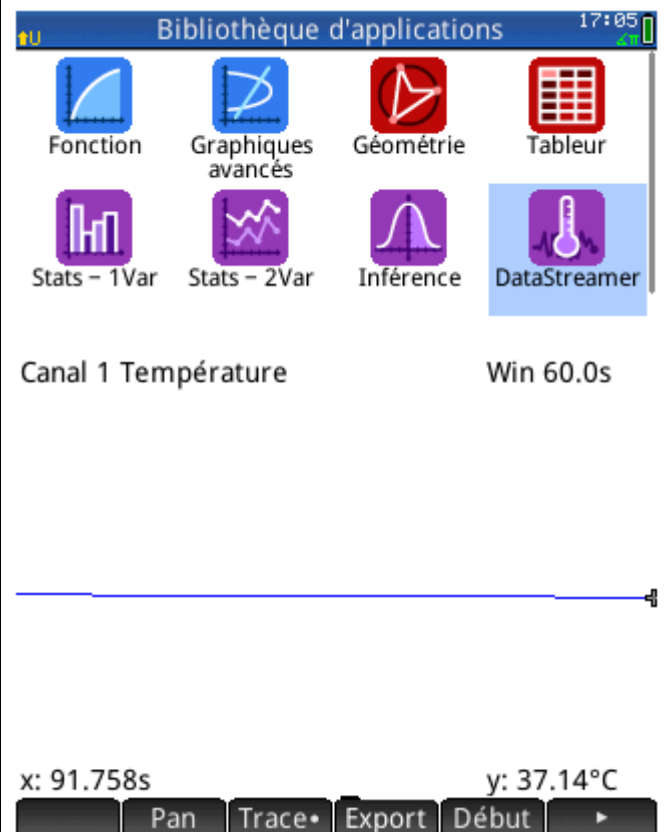 Bibliothèque d'applications
17:05
U
∡π
Fonction
Graphiques avancés
Géométrie
Tableur
Stats – 1Var
Stats – 2Var
Inférence
DataStreamer
Canal 1 Température
Win 60.0s
x: 91.758s
y: 37.14°C
Pan
Trace•
Export
Début